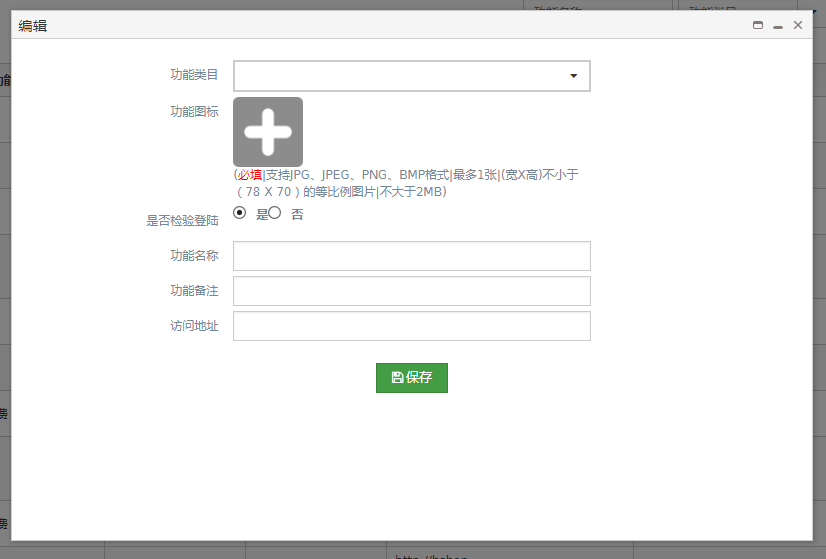 编辑
功能类目
功能图标
(必填|支持JPG、JPEG、PNG、BMP格式|最多1张|(宽X高)不小于
（78 X 70）的等比例图片|不大于2MB)
是否检验登陆 是 否
功能名称
功能备注
访问地址
保存